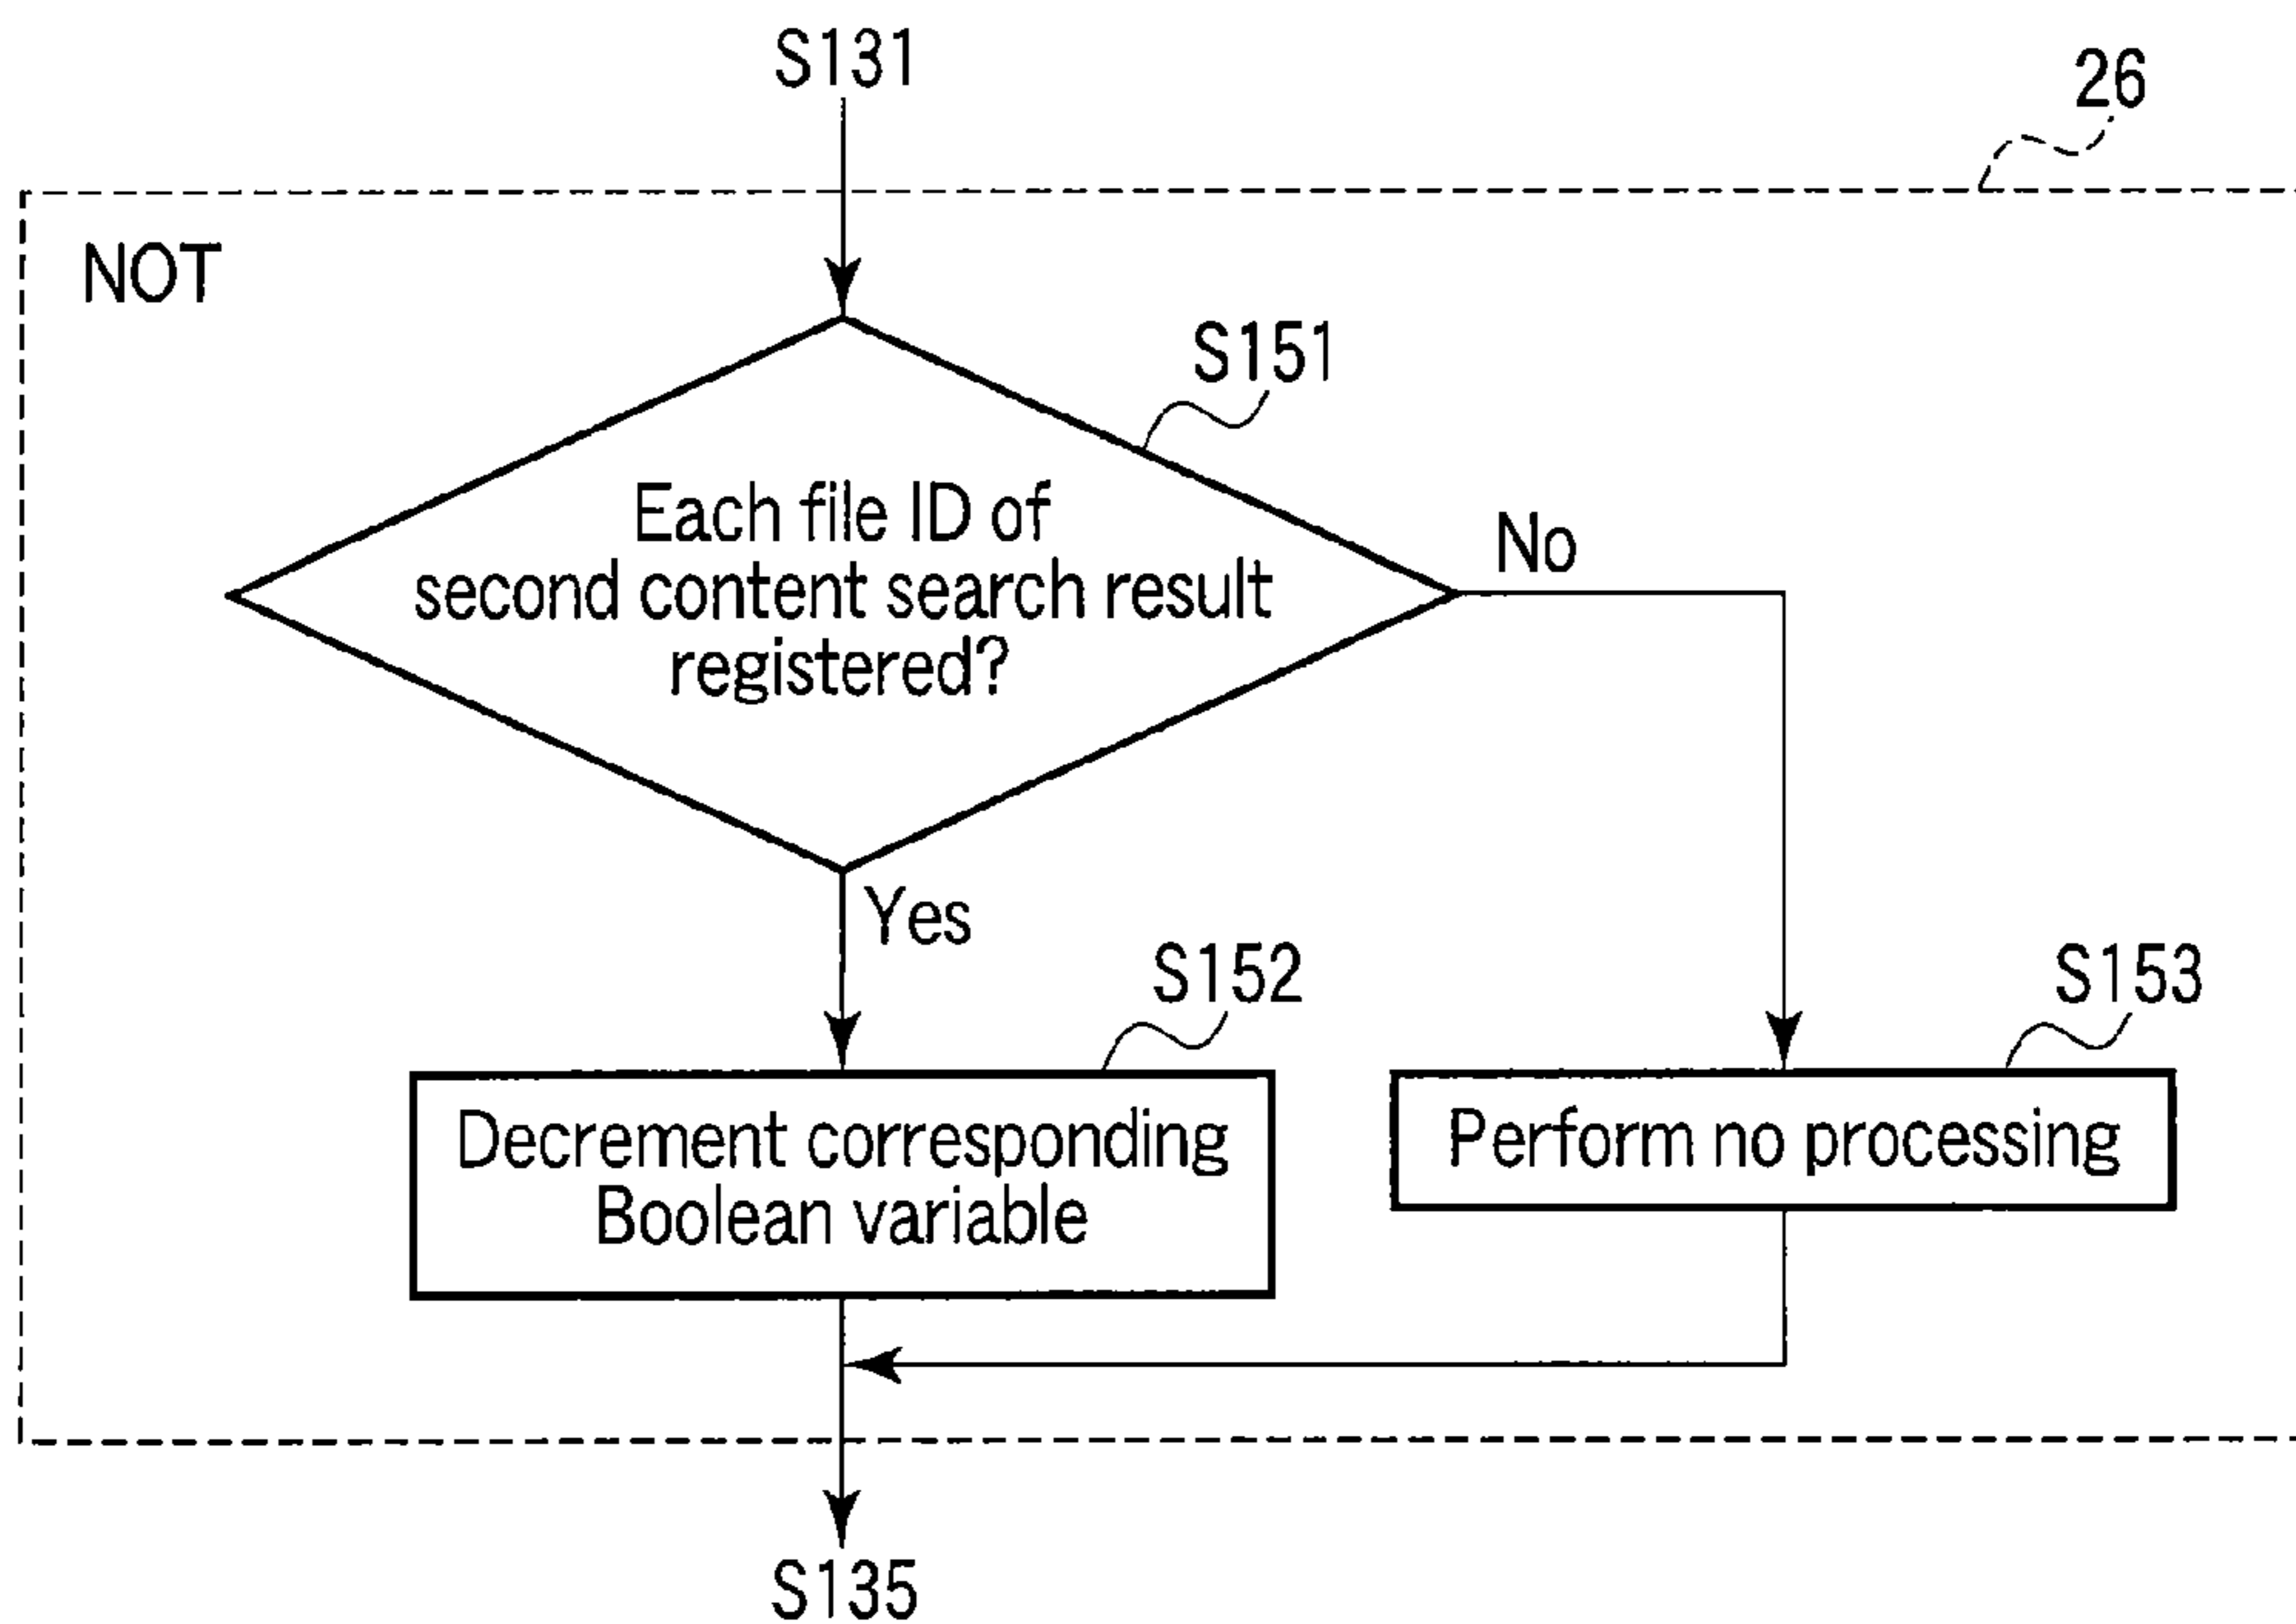 S131
26
NOT
S151
Each file ID of
second content search result
registered?
No
Yes
S152
S153
Decrement corresponding
Boolean variable
Perform no processing
S135